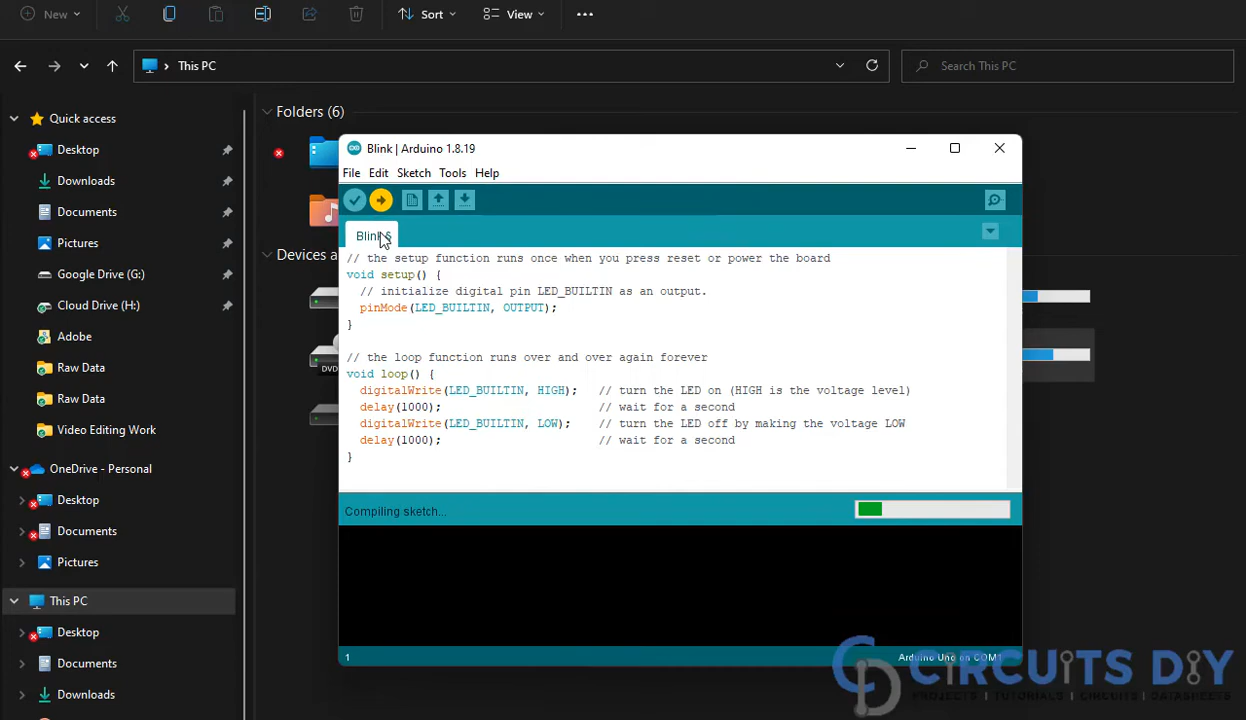 New
Sort
View
This PC
Search This PC
Quick access
Desktop
Downloads
Documents
Pictures
Google Drive (G:)
Cloud Drive (H:)
Adobe
Raw Data
Raw Data
Video Editing Work
OneDrive - Personal
Desktop
Documents
Pictures
This PC
Desktop
Documents
Downloads
Folders (6)
Devices a
DVD
Blink | Arduino 1.8.19
File Edit Sketch Tools Help
Blink §
// the setup function runs once when you press reset or power the board
void setup() {
  // initialize digital pin LED_BUILTIN as an output.
  pinMode(LED_BUILTIN, OUTPUT);
}
// the loop function runs over and over again forever
void loop() {
  digitalWrite(LED_BUILTIN, HIGH);   // turn the LED on (HIGH is the voltage level)
  delay(1000);                       // wait for a second
  digitalWrite(LED_BUILTIN, LOW);    // turn the LED off by making the voltage LOW
  delay(1000);                       // wait for a second
}
Compiling sketch...
1
Arduino Uno on COM1
CIRCUITS DIY
PROJECTS | TUTORIALS | CIRCUITS | DATASHEETS